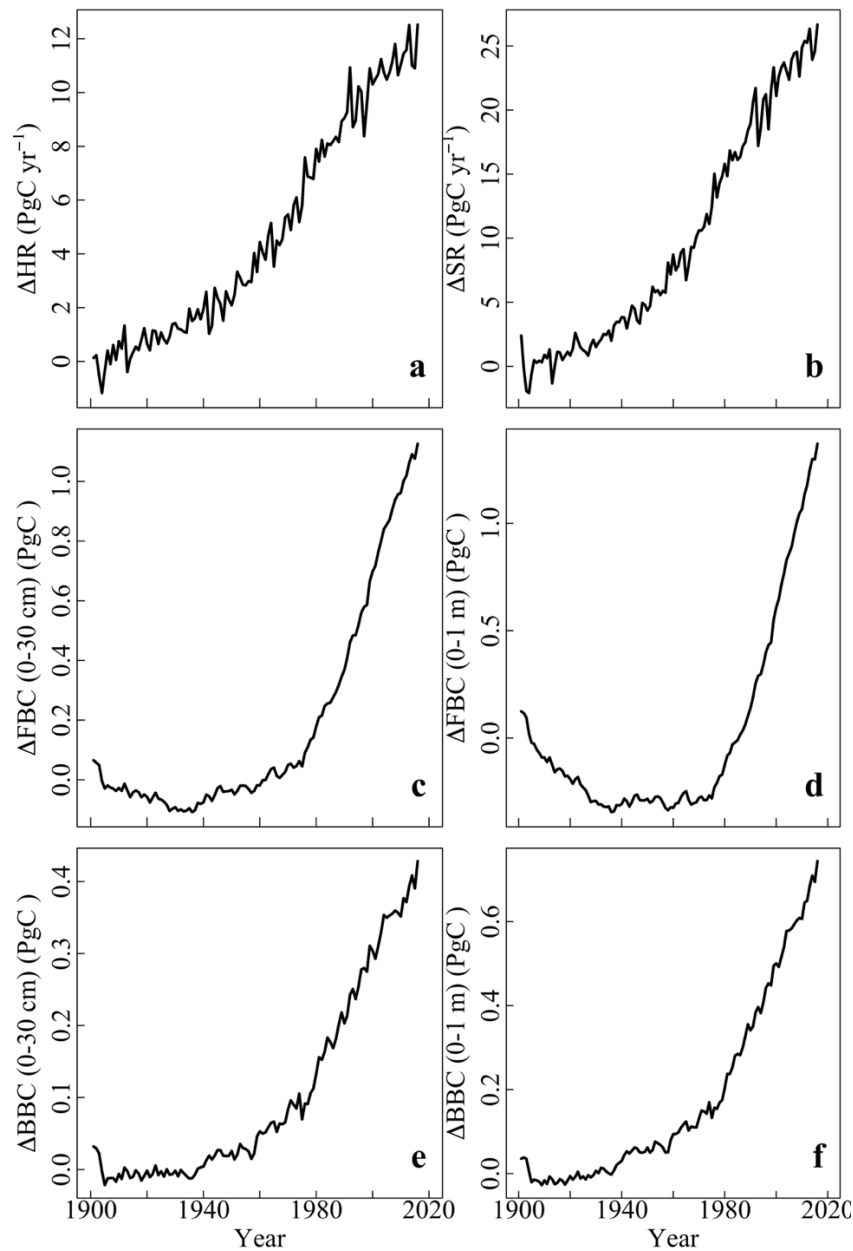 ΔHR (PgC yr⁻¹)
0 2 4 6 8 10 12
a
ΔSR (PgC yr⁻¹)
0 5 10 15 20 25
b
ΔFBC (0-30 cm) (PgC )
0.0 0.2 0.4 0.6 0.8 1.0
c
ΔFBC (0-1 m) (PgC )
0.0 0.5 1.0
d
ΔBBC (0-30 cm) (PgC)
0.0 0.1 0.2 0.3 0.4
e
1900 1940 1980 2020
Year
ΔBBC (0-1 m) (PgC)
0.0 0.2 0.4 0.6
f
1900 1940 1980 2020
Year